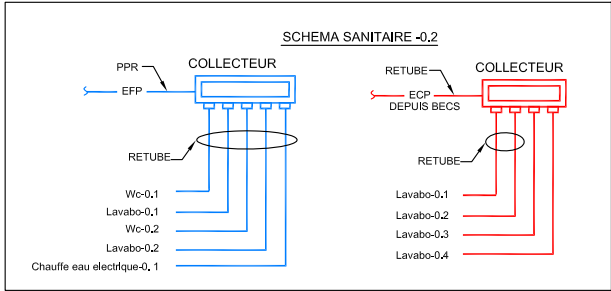 SCHEMA SANITAIRE -0.2
COLLECTEUR
PPR
EFP
RETUBE
Wc-0.1
Lavabo-0.1
Wc-0.2
Lavabo-0.2
Chauffe eau electrique-0. 1
COLLECTEUR
RETUBE
ECP
DEPUIS BECS
RETUBE
Lavabo-0.1
Lavabo-0.2
Lavabo-0.3
Lavabo-0.4